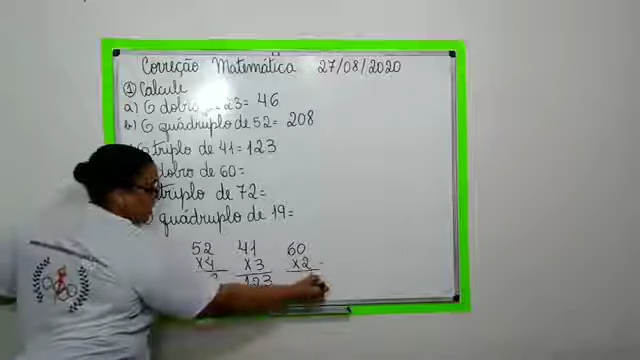 Correção Matemática 27/08/2020
① Calcule
a) O dobro de 23= 46
b) O quádruplo de 52= 208
triplo de 41= 123
dobro de 60=
triplo de 72=
quádruplo de 19=
52 41 60
x4 x3 x2
123